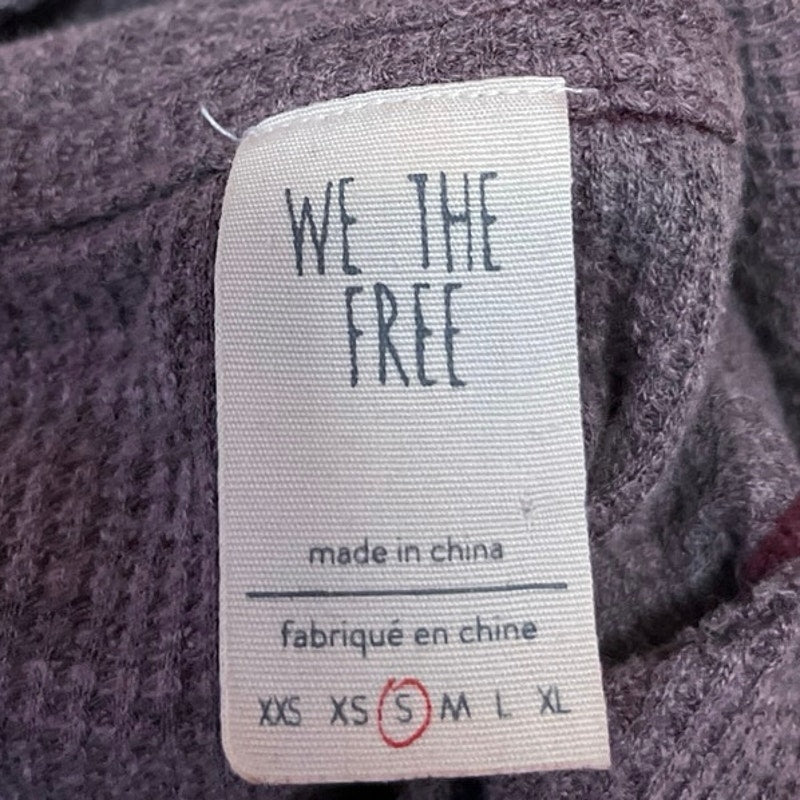 WE THE
FREE
made in china
fabriqué en chine
XXS XS S M L XL